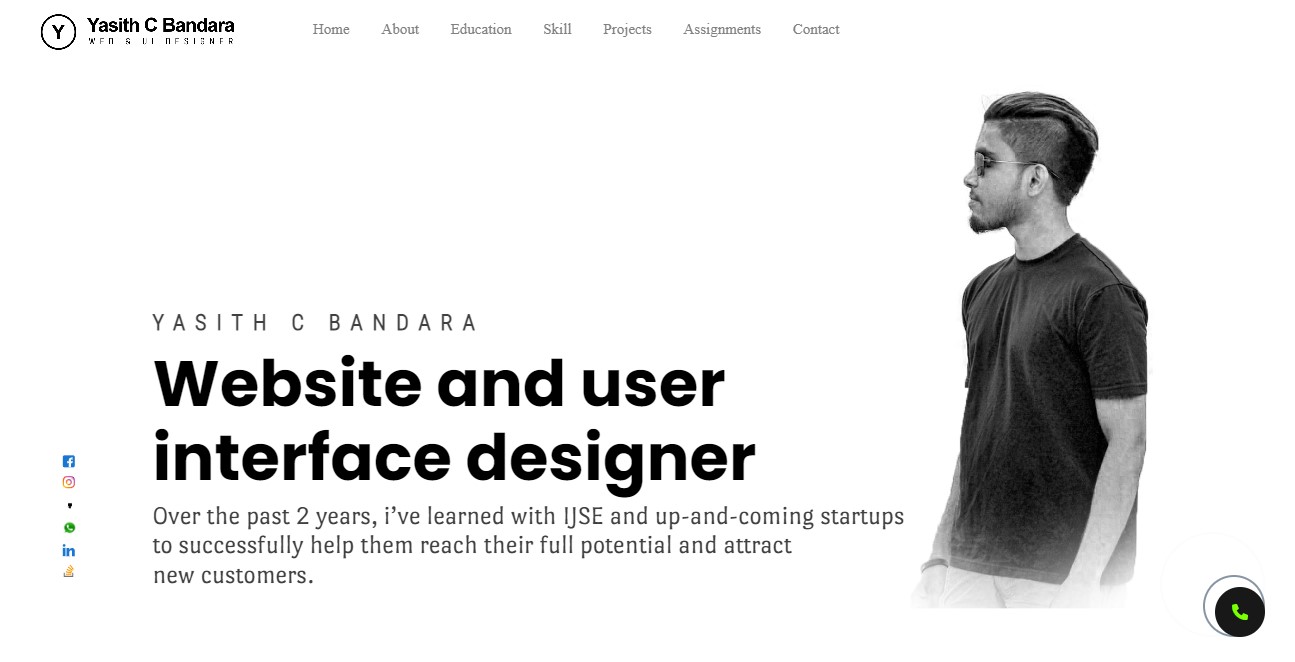 Y Yasith C Bandara
WEB & UI DESIGNER
Home About Education Skill Projects Assignments Contact
YASITH C BANDARA
Website and user
interface designer
Over the past 2 years, i’ve learned with IJSE and up-and-coming startups
to successfully help them reach their full potential and attract
new customers.
in